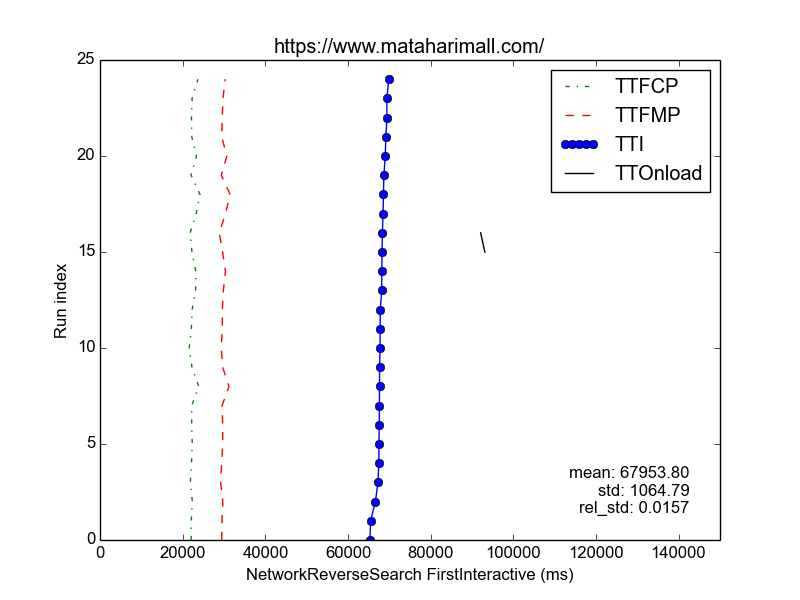 https://www.mataharimall.com/
25
20
15
10
5
0
Run index
TTFCP
TTFMP
TTI
TTOnload
mean: 67953.80
std: 1064.79
rel_std: 0.0157
0 20000 40000 60000 80000 100000 120000 140000
NetworkReverseSearch FirstInteractive (ms)